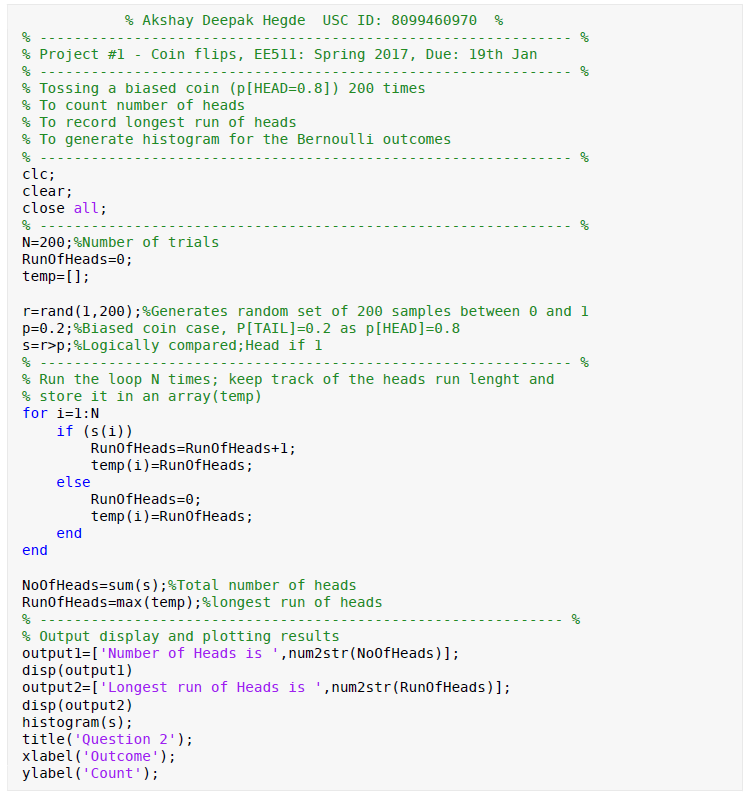 % Akshay Deepak Hegde  USC ID: 8099460970  %
% -------------------------------------------------------------- %
% Project #1 - Coin flips, EE511: Spring 2017, Due: 19th Jan
% -------------------------------------------------------------- %
% Tossing a biased coin (p[HEAD=0.8]) 200 times
% To count number of heads
% To record longest run of heads
% To generate histogram for the Bernoulli outcomes
% -------------------------------------------------------------- %
clc;
clear;
close all;
% -------------------------------------------------------------- %
N=200;%Number of trials
RunOfHeads=0;
temp=[];

r=rand(1,200);%Generates random set of 200 samples between 0 and 1
p=0.2;%Biased coin case, P[TAIL]=0.2 as p[HEAD]=0.8
s=r>p;%Logically compared;Head if 1
% -------------------------------------------------------------- %
% Run the loop N times; keep track of the heads run lenght and
% store it in an array(temp)
for i=1:N
    if (s(i))
        RunOfHeads=RunOfHeads+1;
        temp(i)=RunOfHeads;
    else
        RunOfHeads=0;
        temp(i)=RunOfHeads;
    end
end

NoOfHeads=sum(s);%Total number of heads
RunOfHeads=max(temp);%longest run of heads
% ------------------------------------------------------------- %
% Output display and plotting results
output1=['Number of Heads is ',num2str(NoOfHeads)];
disp(output1)
output2=['Longest run of Heads is ',num2str(RunOfHeads)];
disp(output2)
histogram(s);
title('Question 2');
xlabel('Outcome');
ylabel('Count');